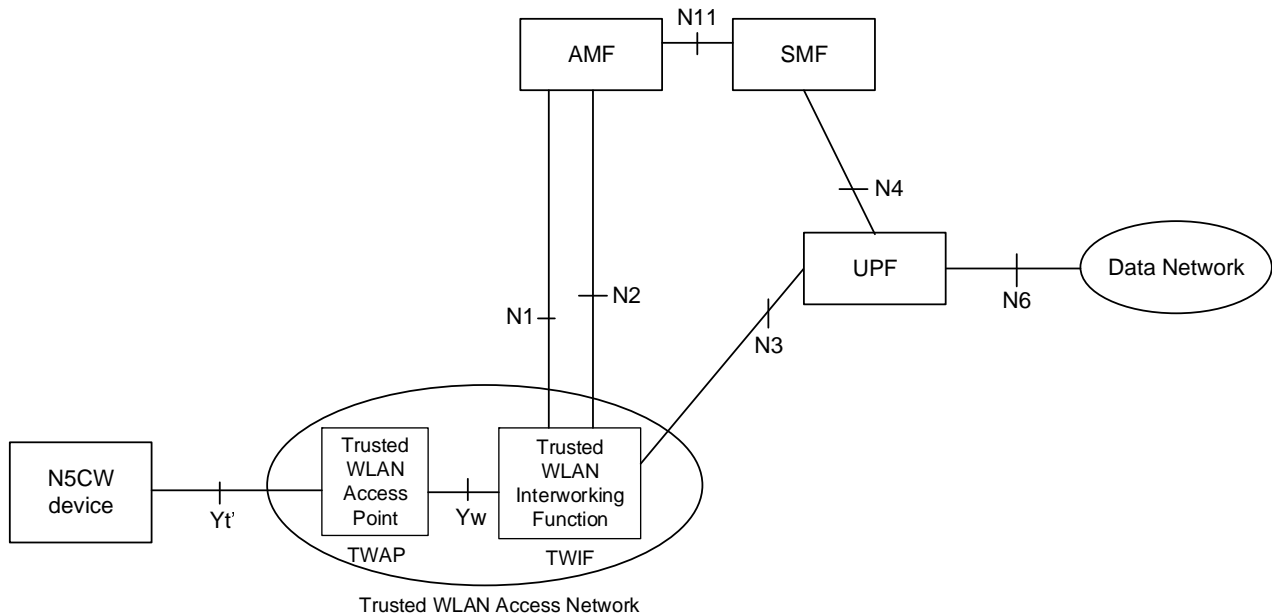 N11
AMF
SMF
N4
UPF
Data Network
N6
N2
N1
N3
N5CW
device
Yt’
Trusted
WLAN
Access
Point
TWAP
Yw
Trusted
WLAN
Interworking
Function
TWIF
Trusted WLAN Access Network